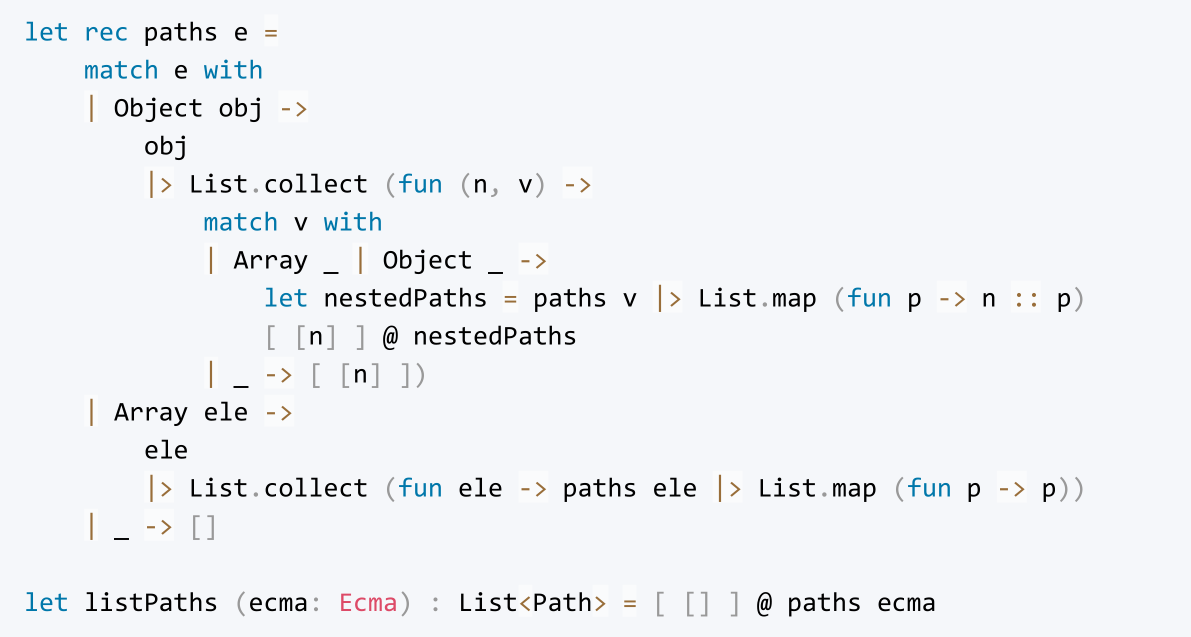 let rec paths e =
    match e with
    | Object obj ->
        obj
        |> List.collect (fun (n, v) ->
            match v with
            | Array _ | Object _ ->
                let nestedPaths = paths v |> List.map (fun p -> n :: p)
                [ [n] ] @ nestedPaths
            | _ -> [ [n] ])
    | Array ele ->
        ele
        |> List.collect (fun ele -> paths ele |> List.map (fun p -> p))
    | _ -> []

let listPaths (ecma: Ecma) : List<Path> = [ [] ] @ paths ecma